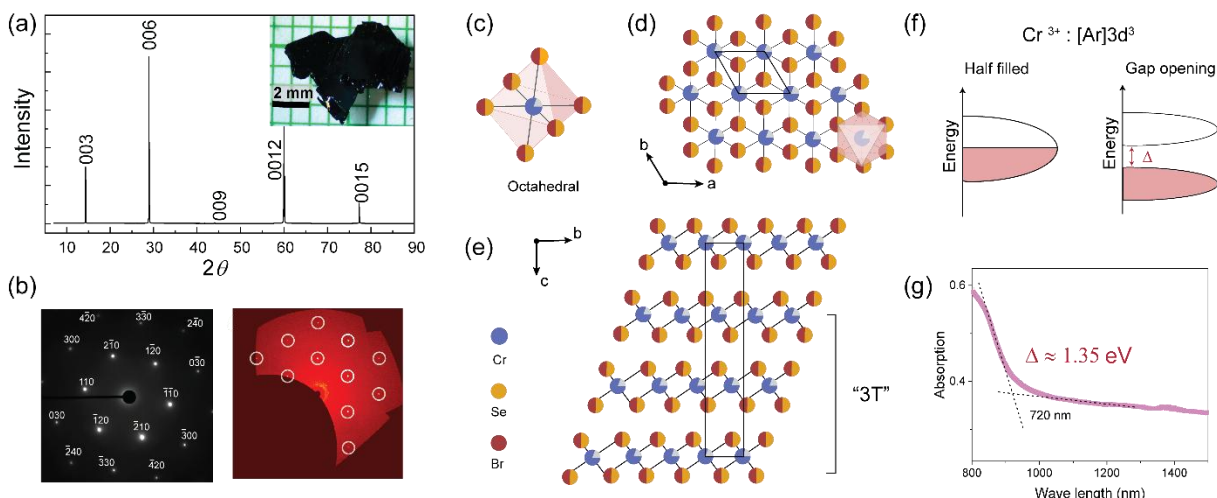 (a)
Intensity
003
006
009
0012
0015
2 mm
10 20 30 40 50 60 70 80 90
2θ
(b)
4̄20
3̄30
2̄40
300
2̄10
1̄20
03̄0
110
1̄1̄0
030
1̄20
2̄10
3̄00
2̄40
3̄30
4̄20
(c)
Octahedral
(d)
b
a
(e)
b
c
Cr
Se
Br
"3T"
(f)
Cr 3+ : [Ar]3d3
Half filled
Gap opening
Energy
Energy
Δ
(g)
Absorption
0.6
0.4
Δ ≈ 1.35 eV
720 nm
800 1000 1200 1400
Wave length (nm)